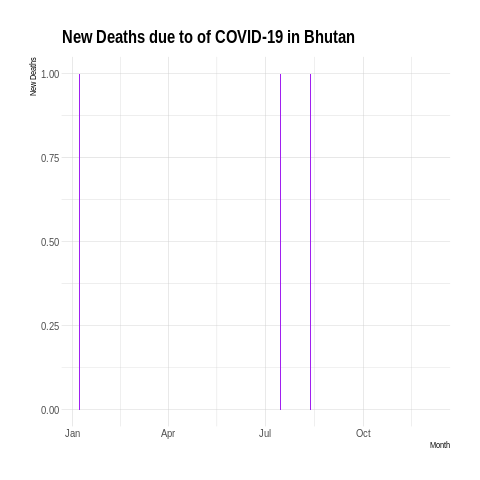 New Deaths due to of COVID-19 in Bhutan
New Deaths
1.00
0.75
0.50
0.25
0.00
Jan Apr Jul Oct
Month